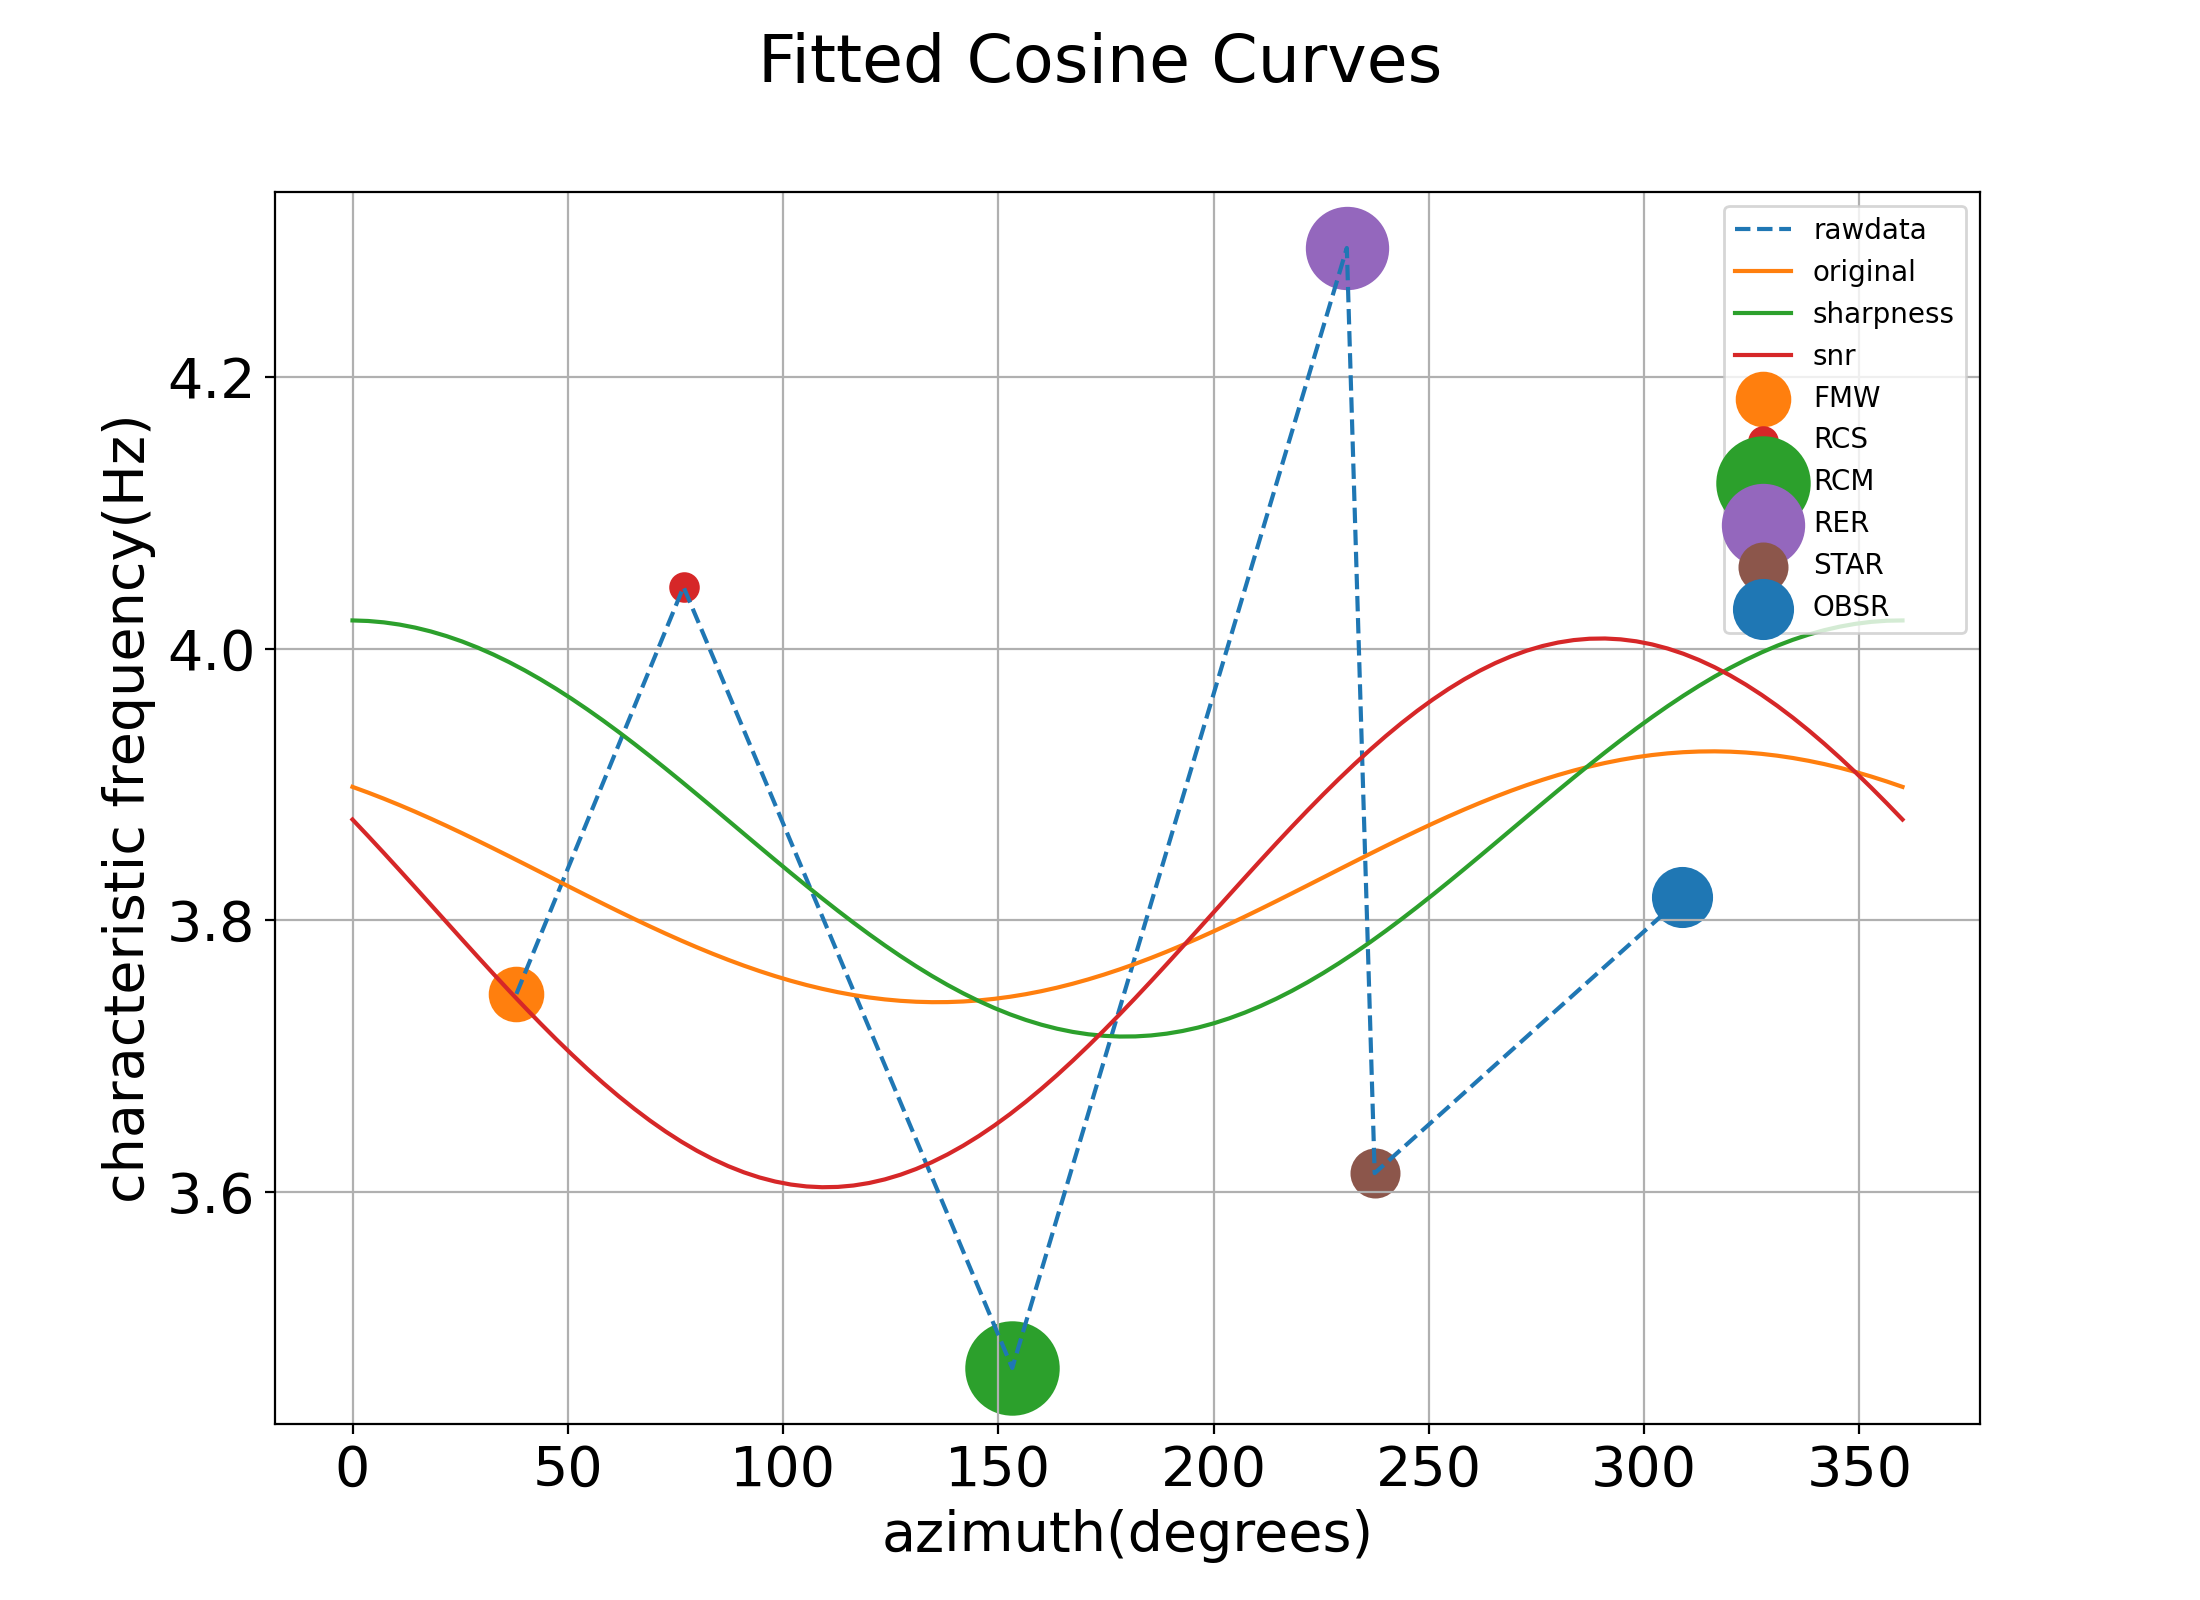 Fitted Cosine Curves
rawdata
original
sharpness
snr
FMW
RCS
RCM
RER
STAR
OBSR
characteristic frequency(Hz)
4.2
4.0
3.8
3.6
0 50 100 150 200 250 300 350
azimuth(degrees)